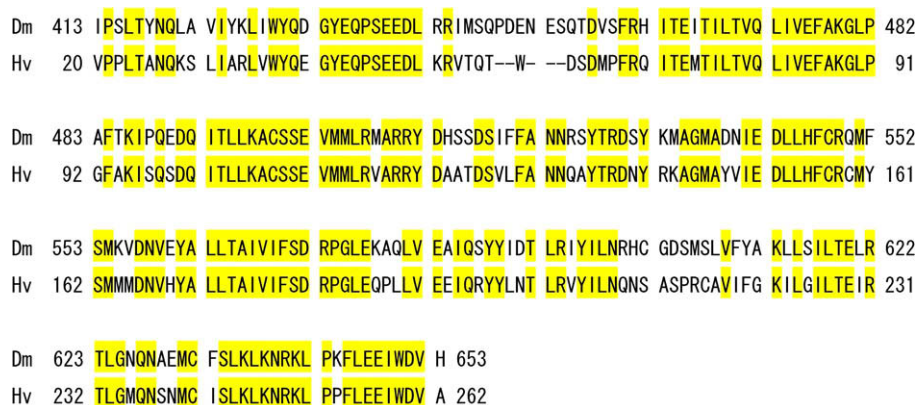 Dm 413 IPSLTYNQLA VIYKLIWYQD GYEQPSEEDL RRIMSQPDEN ESQTDVSFRH ITEITILTVQ LIVEFAKGLP 482
Hv 20 VPPLTANQKS LIARLVWYQE GYEQPSEEDL KRVTQT--W- --DSDMPFRQ ITEMTILTVQ LIVEFAKGLP 91
Dm 483 AFTKIPQEDQ ITLLKACSSE VMMLRMARRY DHSSDSIFFA NNRSYTRDSY KMAGMADNIE DLLHFCRQMF 552
Hv 92 GFAKISQSDQ ITLLKACSSE VMMLRVARRY DAATDSVLFA NNQAYTRDNY RKAGMAYVIE DLLHFCRCMY 161
Dm 553 SMKVDNVEYA LLTAIVIFSD RPGLEKAQLV EAIQSYYIDT LRIYILNRHC GDSMSLVFYA KLLSILTELR 622
Hv 162 SMMMDNVHYA LLTAIVIFSD RPGLEQPLLV EEIQRYYLNT LRVYILNQNS ASPRCAVIFG KILGILTEIR 231
Dm 623 TLGNQNAEMC FSLKLKNRKL PKFLEEIWDV H 653
Hv 232 TLGMQNSNMC ISLKLKNRKL PPFLEEIWDV A 262